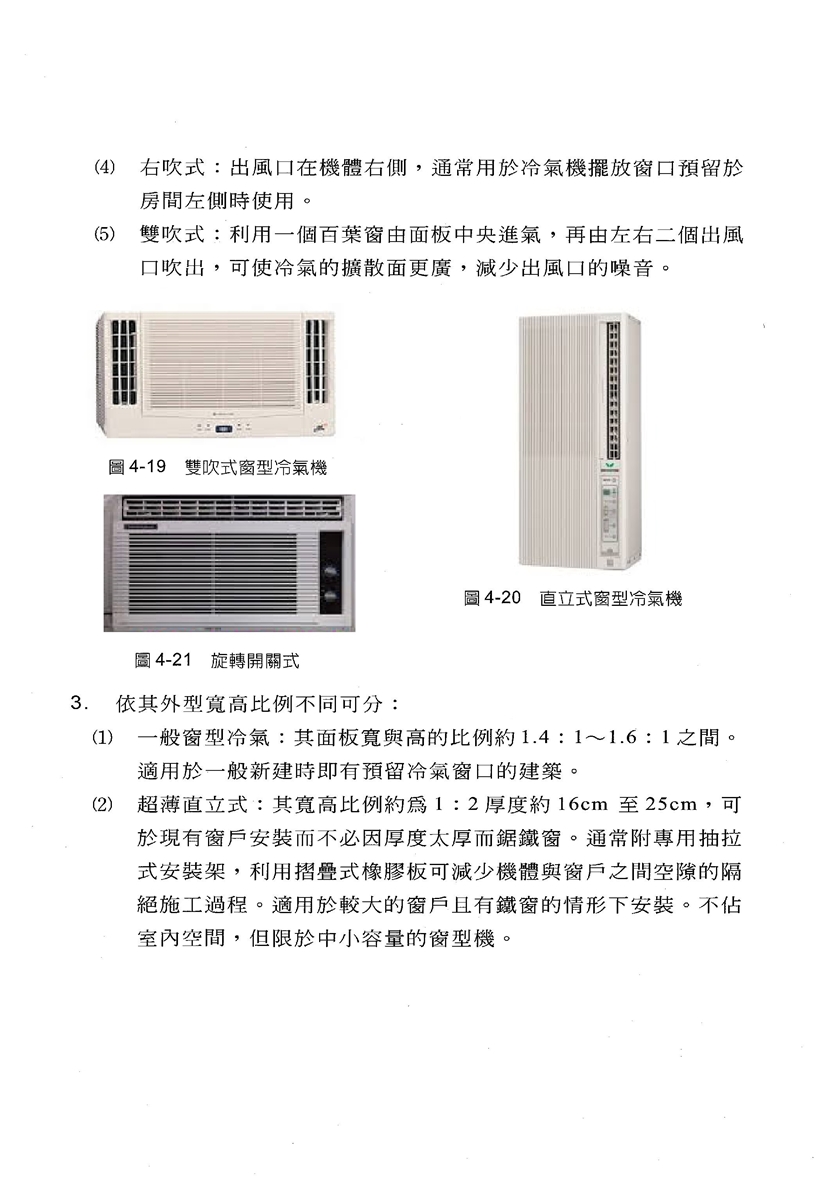 ⑷ 右吹式：出風口在機體右側，通常用於冷氣機擺放窗口預留於
房間左側時使用。
⑸ 雙吹式：利用一個百葉窗由面板中央進氣，再由左右二個出風
口吹出，可使冷氣的擴散面更廣，減少出風口的噪音。
圖 4-19 雙吹式窗型冷氣機
圖 4-20 直立式窗型冷氣機
圖 4-21 旋轉開關式
3. 依其外型寬高比例不同可分：
⑴ 一般窗型冷氣：其面板寬與高的比例約 1.4：1～1.6：1 之間。
適用於一般新建時即有預留冷氣窗口的建築。
⑵ 超薄直立式：其寬高比例約為 1：2 厚度約 16cm 至 25cm，可
於現有窗戶安裝而不必因厚度太厚而鋸鐵窗。通常附專用抽拉
式安裝架，利用摺疊式橡膠板可減少機體與窗戶之間空隙的隔
絕施工過程。適用於較大的窗戶且有鐵窗的情形下安裝。不佔
室內空間，但限於中小容量的窗型機。